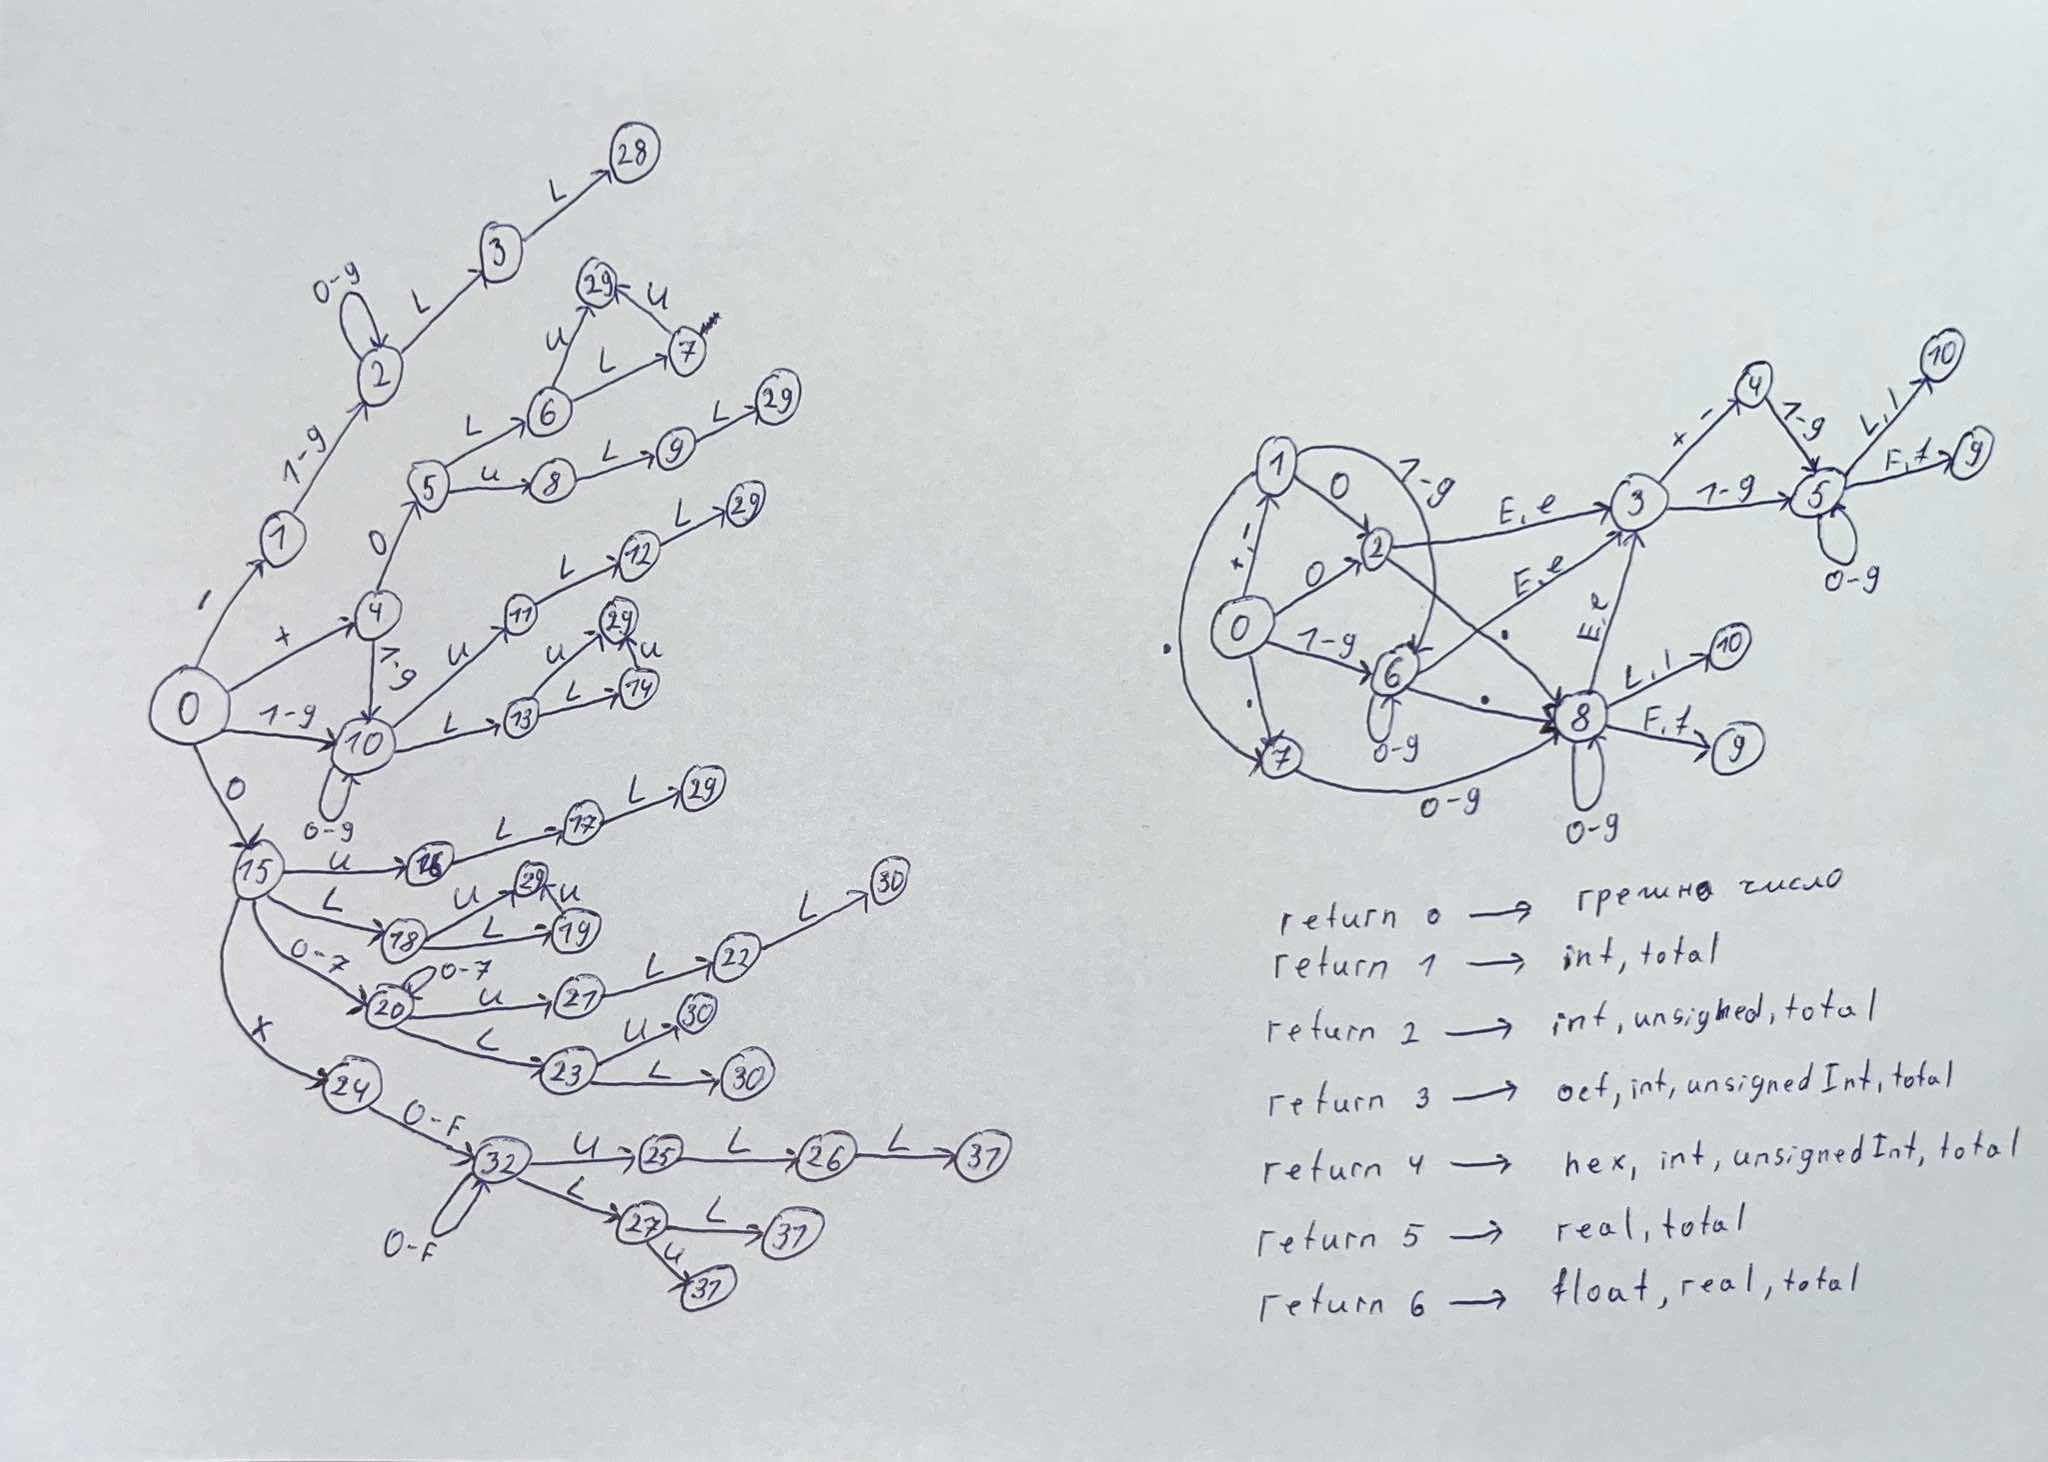 28
L
3
0-9
L
29
u
2
u
L
7
1-9
6
L
29
L
L
9
5
u
8
1
L
29
0
L
12
-
4
11
29
+
u
u
u
1-9
L
14
0
1-9
L
13
10
0-9
0
L
29
L
17
15
u
16
30
L
u
29
u
L
18
L
19
0-7
0-7
L
22
20
u
21
30
u
x
L
23
L
30
24
0-F
32
u
25
L
26
L
37
L
27
L
37
0-F
u
37
10
4
L, l
1-9
+ -
F, f
9
1
1-9
0
E, e
3
1-9
5
+, -
2
0
E, e
0-9
0
1-9
.
E, e
10
L, l
.
6
.
8
F, f
.
9
0-9
7
0-9
0-9
return 0 → грешно число
return 1 → int, total
return 2 → int, unsigned, total
return 3 → oct, int, unsigned Int, total
return 4 → hex, int, unsigned Int, total
return 5 → real, total
return 6 → float, real, total